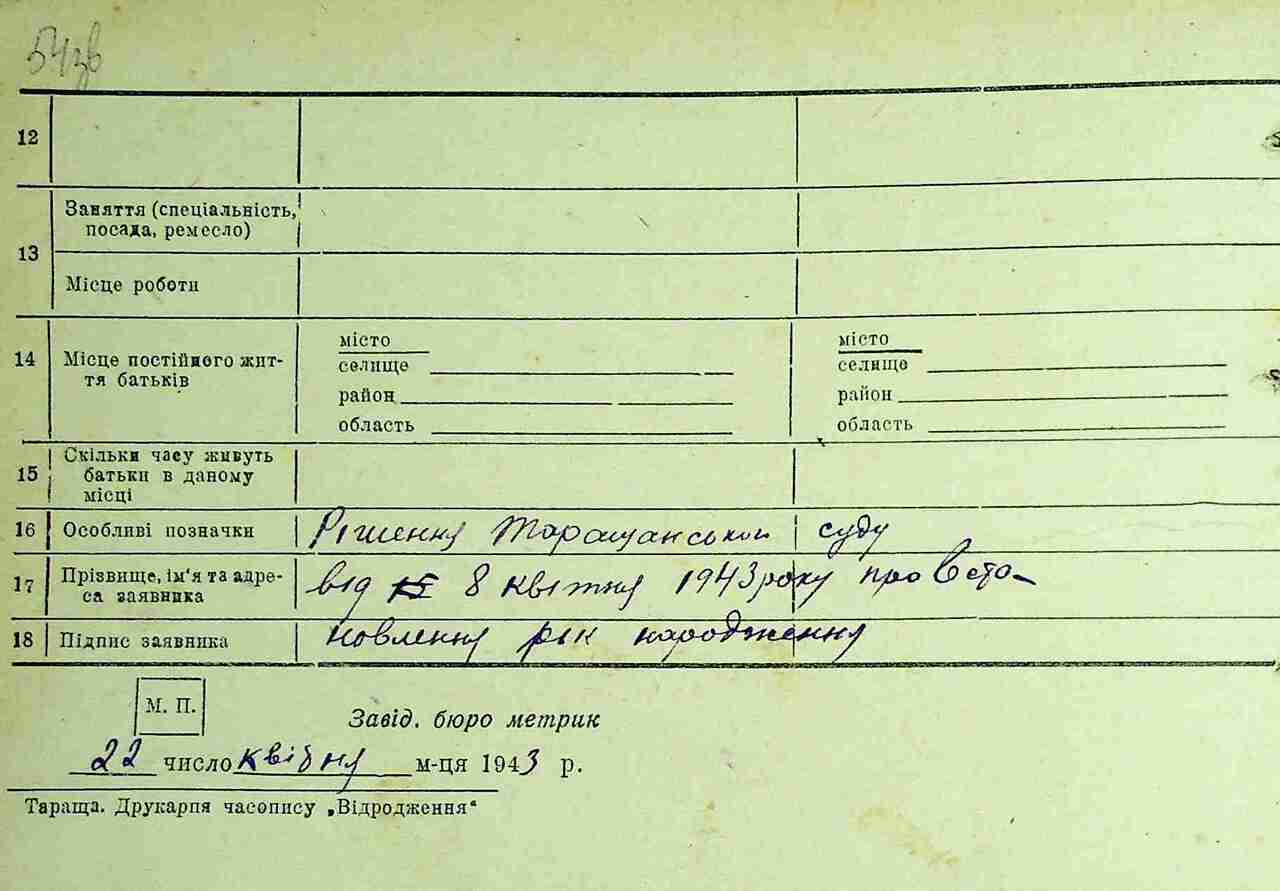 54зв
12
13 Заняття (спеціальність,
посада, ремесло)
Місце роботи
14 Місце постійного жит-
тя батьків
місто
селище
район
область
місто
селище
район
область
15 Скільки часу живуть
батьки в даному
місці
16 Особливі позначки Рішення Таращанськой суду
17 Прізвище, ім'я та адре-
са заявника
від 8 квітня 1943 року про Вста-
18 Підпис заявника новлення рік народження
М. П.
Завід. бюро метрик
22 число квітня м-ця 1943 р.
Тараща. Друкарня часопису „Відродження“